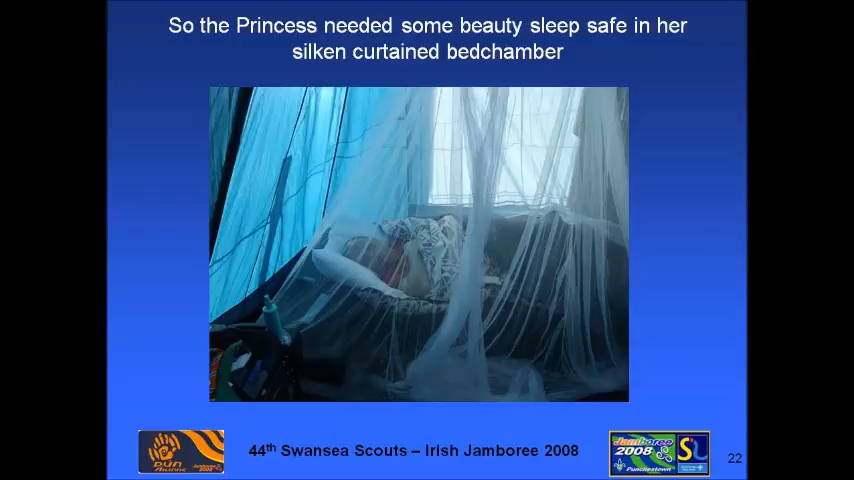 So the Princess needed some beauty sleep safe in her
silken curtained bedchamber
44th Swansea Scouts – Irish Jamboree 2008
DÚN
Jamboree
2008
Punchestown
22